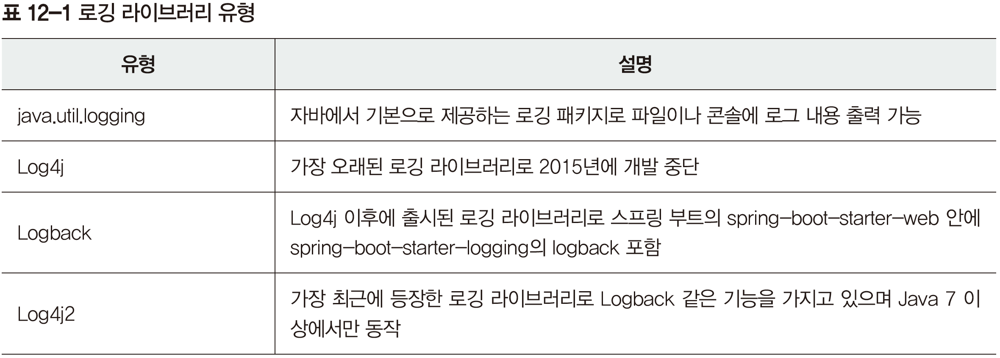 표 12-1 로깅 라이브러리 유형
유형 설명
java.util.logging 자바에서 기본으로 제공하는 로깅 패키지로 파일이나 콘솔에 로그 내용 출력 가능
Log4j 가장 오래된 로깅 라이브러리로 2015년에 개발 중단
Logback
Log4j 이후에 출시된 로깅 라이브러리로 스프링 부트의 spring-boot-starter-web 안에
spring-boot-starter-logging의 logback 포함
Log4j2
가장 최근에 등장한 로깅 라이브러리로 Logback 같은 기능을 가지고 있으며 Java 7 이
상에서만 동작